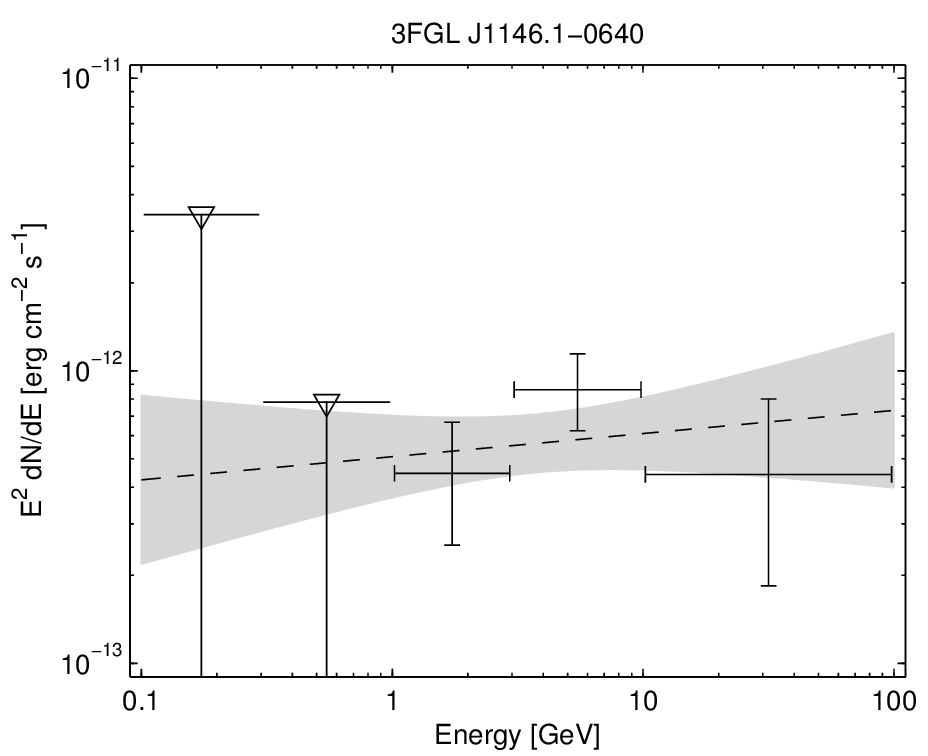 3FGL J1146.1−0640
10⁻¹¹
10⁻¹²
10⁻¹³
E² dN/dE [erg cm⁻² s⁻¹]
0.1 1 10 100
Energy [GeV]